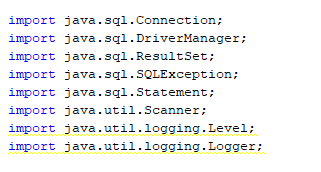 import java.sql.Connection;
import java.sql.DriverManager;
import java.sql.ResultSet;
import java.sql.SQLException;
import java.sql.Statement;
import java.util.Scanner;
import java.util.logging.Level;
import java.util.logging.Logger;